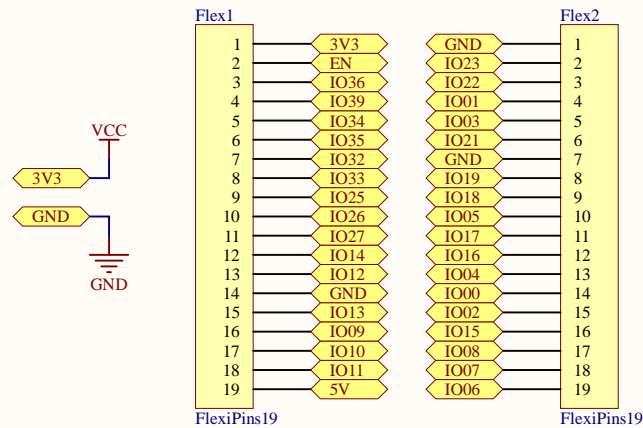 Flex1
1 3V3
2 EN
3 IO36
4 IO39
5 IO34
6 IO35
7 IO32
8 IO33
9 IO25
10 IO26
11 IO27
12 IO14
13 IO12
14 GND
15 IO13
16 IO09
17 IO10
18 IO11
19 5V
FlexiPins19
Flex2
GND 1
IO23 2
IO22 3
IO01 4
IO03 5
IO21 6
GND 7
IO19 8
IO18 9
IO05 10
IO17 11
IO16 12
IO04 13
IO00 14
IO02 15
IO15 16
IO08 17
IO07 18
IO06 19
FlexiPins19
VCC
3V3
GND
GND